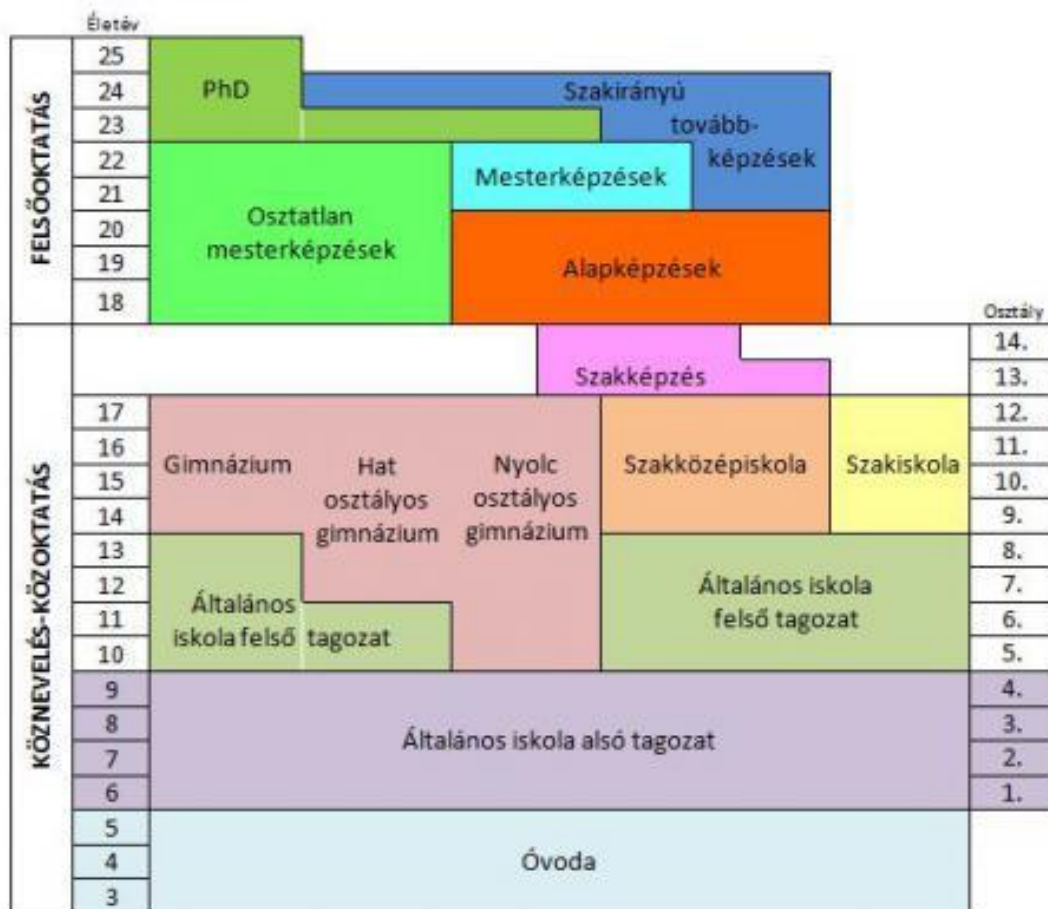 Életév
FELSŐOKTATÁS
25
24
23
22
21
20
19
18
PhD
Szakirányú
tovább-
képzések
Mesterképzések
Osztatlan
mesterképzések
Alapképzések
Osztály
14.
13.
Szakképzés
KÖZNEVELÉS-KÖZOKTATÁS
17
16
15
14
13
12
11
10
9
8
7
6
5
4
3
Gimnázium
Hat
osztályos
gimnázium
Nyolc
osztályos
gimnázium
Szakközépiskola
Szakiskola
Általános
iskola felső tagozat
Általános iskola
felső tagozat
Általános iskola alsó tagozat
Óvoda
12.
11.
10.
9.
8.
7.
6.
5.
4.
3.
2.
1.